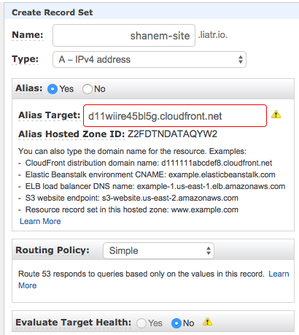 Create Record Set
Name: shanem-site .liatr.io.
Type: A – IPv4 address
Alias: Yes No
Alias Target: d11wiire45bl5g.cloudfront.net
Alias Hosted Zone ID: Z2FDTNDATAQYW2
You can also type the domain name for the resource. Examples:
- CloudFront distribution domain name: d111111abcdef8.cloudfront.net
- Elastic Beanstalk environment CNAME: example.elasticbeanstalk.com
- ELB load balancer DNS name: example-1.us-east-1.elb.amazonaws.com
- S3 website endpoint: s3-website.us-east-2.amazonaws.com
- Resource record set in this hosted zone: www.example.com
Learn More
Routing Policy: Simple
Route 53 responds to queries based only on the values in this record. Learn
More
Evaluate Target Health: Yes No